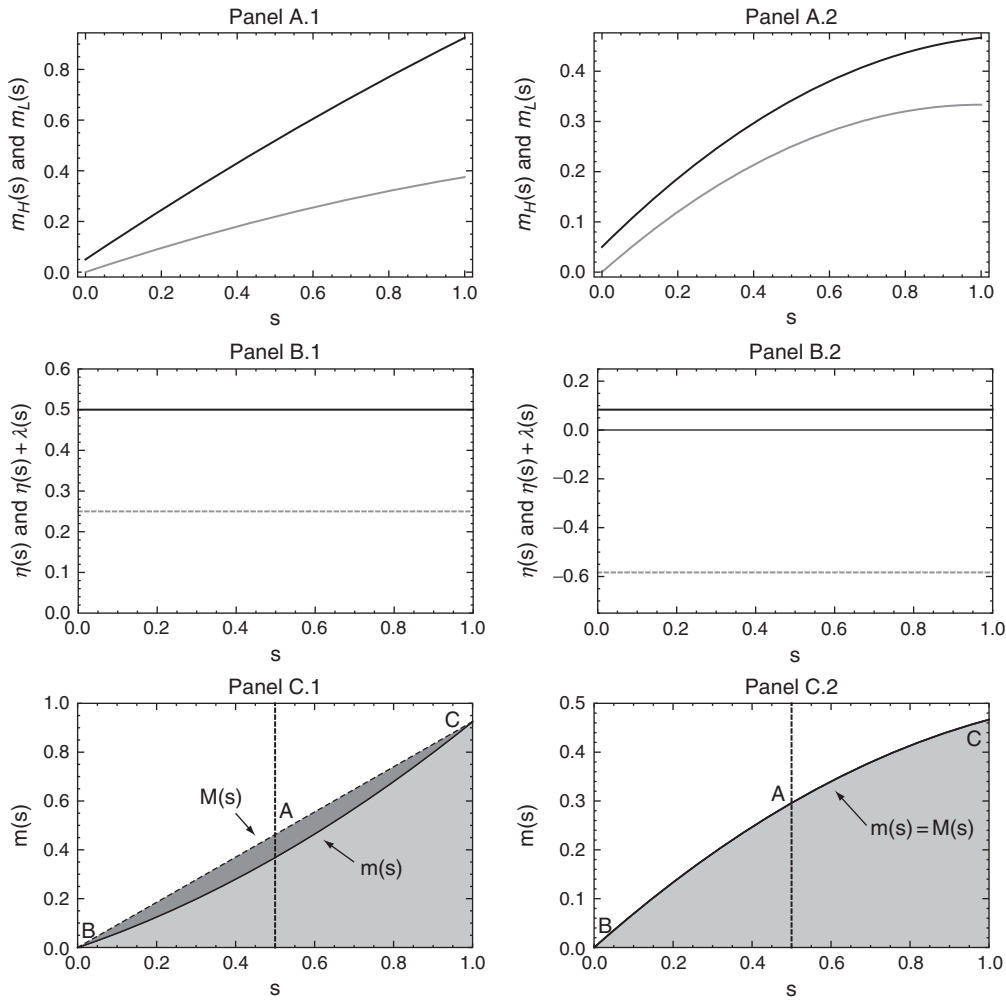 Panel A.1
m_H(s) and m_L(s)
0.8
0.6
0.4
0.2
0.0
0.0 0.2 0.4 0.6 0.8 1.0
s
Panel A.2
m_H(s) and m_L(s)
0.4
0.3
0.2
0.1
0.0
0.0 0.2 0.4 0.6 0.8 1.0
s
Panel B.1
η(s) and η(s) + λ(s)
0.6
0.5
0.4
0.3
0.2
0.1
0.0
0.0 0.2 0.4 0.6 0.8 1.0
s
Panel B.2
η(s) and η(s) + λ(s)
0.2
0.0
−0.2
−0.4
−0.6
0.0 0.2 0.4 0.6 0.8 1.0
s
Panel C.1
m(s)
1.0
0.8
0.6
0.4
0.2
0.0
C
M(s)
A
m(s)
B
0.0 0.2 0.4 0.6 0.8 1.0
s
Panel C.2
m(s)
0.5
0.4
0.3
0.2
0.1
0.0
C
A
m(s) = M(s)
B
0.0 0.2 0.4 0.6 0.8 1.0
s